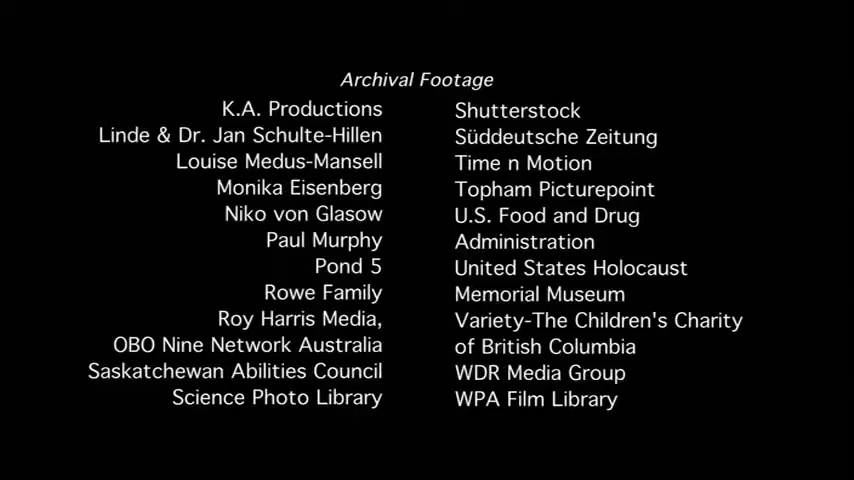 Archival Footage
K.A. Productions
Linde & Dr. Jan Schulte-Hillen
Louise Medus-Mansell
Monika Eisenberg
Niko von Glasow
Paul Murphy
Pond 5
Rowe Family
Roy Harris Media,
OBO Nine Network Australia
Saskatchewan Abilities Council
Science Photo Library
Shutterstock
Süddeutsche Zeitung
Time n Motion
Topham Picturepoint
U.S. Food and Drug
Administration
United States Holocaust
Memorial Museum
Variety-The Children's Charity
of British Columbia
WDR Media Group
WPA Film Library